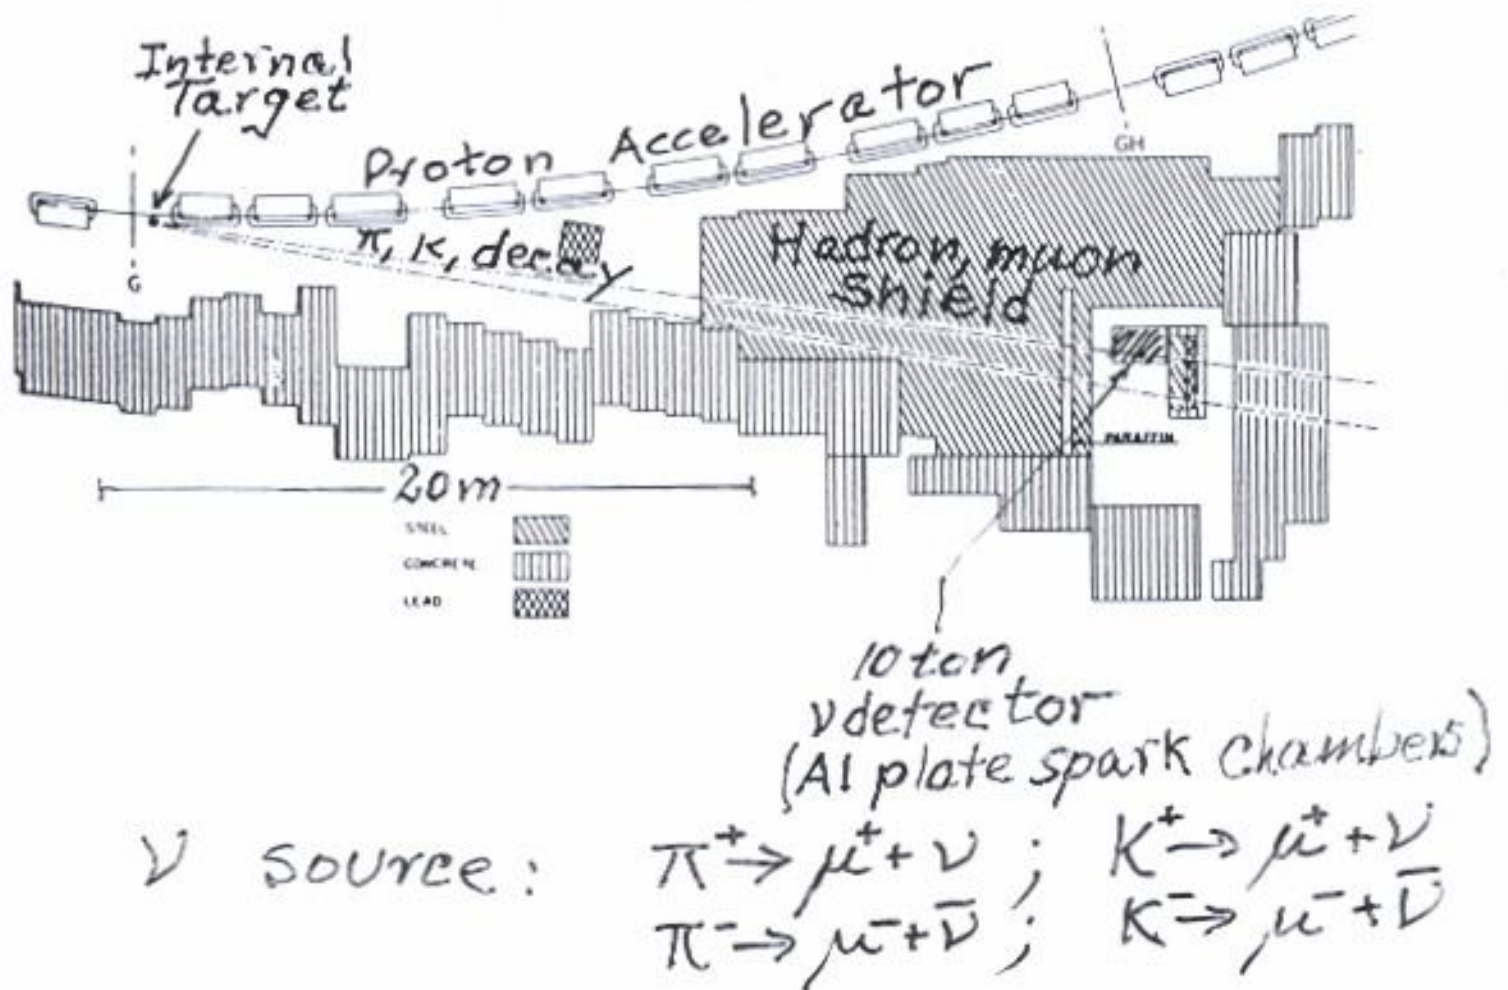 Internal
Target
Proton Accelerator
GH
π, K, decay
Hadron, muon
Shield
G
PARAFFIN
20m
STEEL
CONCRETE
LEAD
10 ton
ν detector
(Al plate spark chambers)
ν source: π⁺→ μ⁺+ ν ; K⁺→ μ⁺+ ν
π⁻→ μ⁻+ ν̅ ; K⁻→ μ⁻+ ν̅